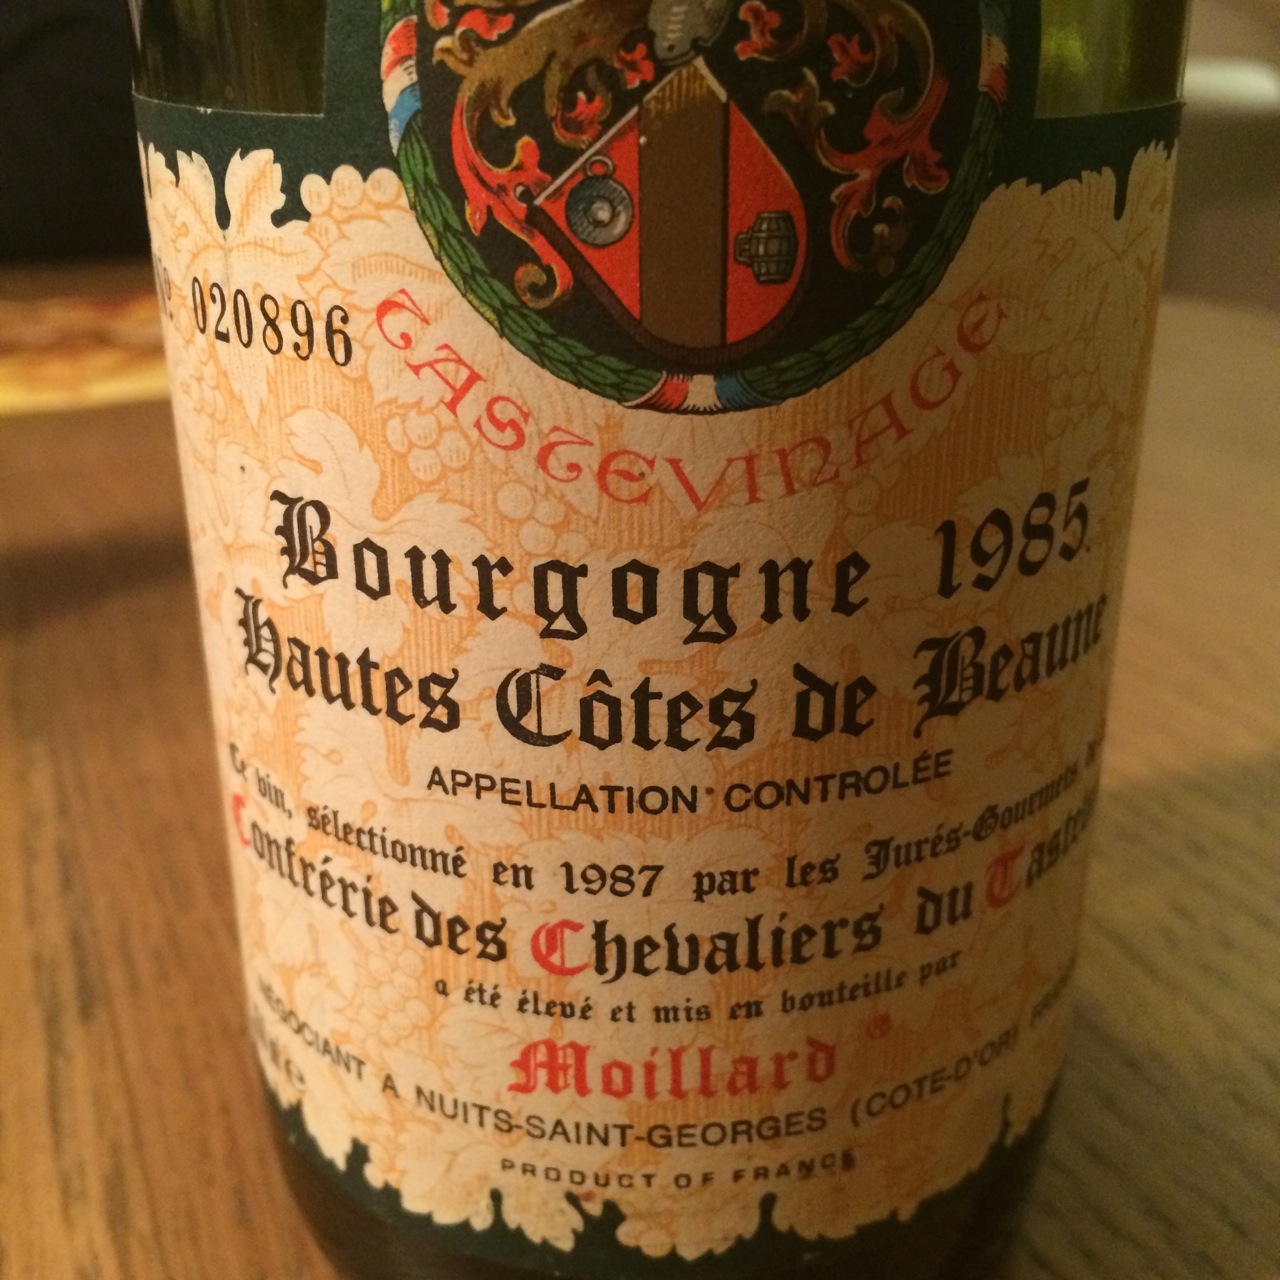 020896
TASTEVINAGE
Bourgogne 1985
Hautes Côtes de Beaune
APPELLATION CONTROLÉE
Ce vin, sélectionné en 1987 par les Jurés-Gourmets
Confrérie des Chevaliers du
a été élevé et mis en bouteille par
Moillard ®
NÉGOCIANT A NUITS-SAINT-GEORGES (COTE-D'OR)
PRODUCT OF FRANCE